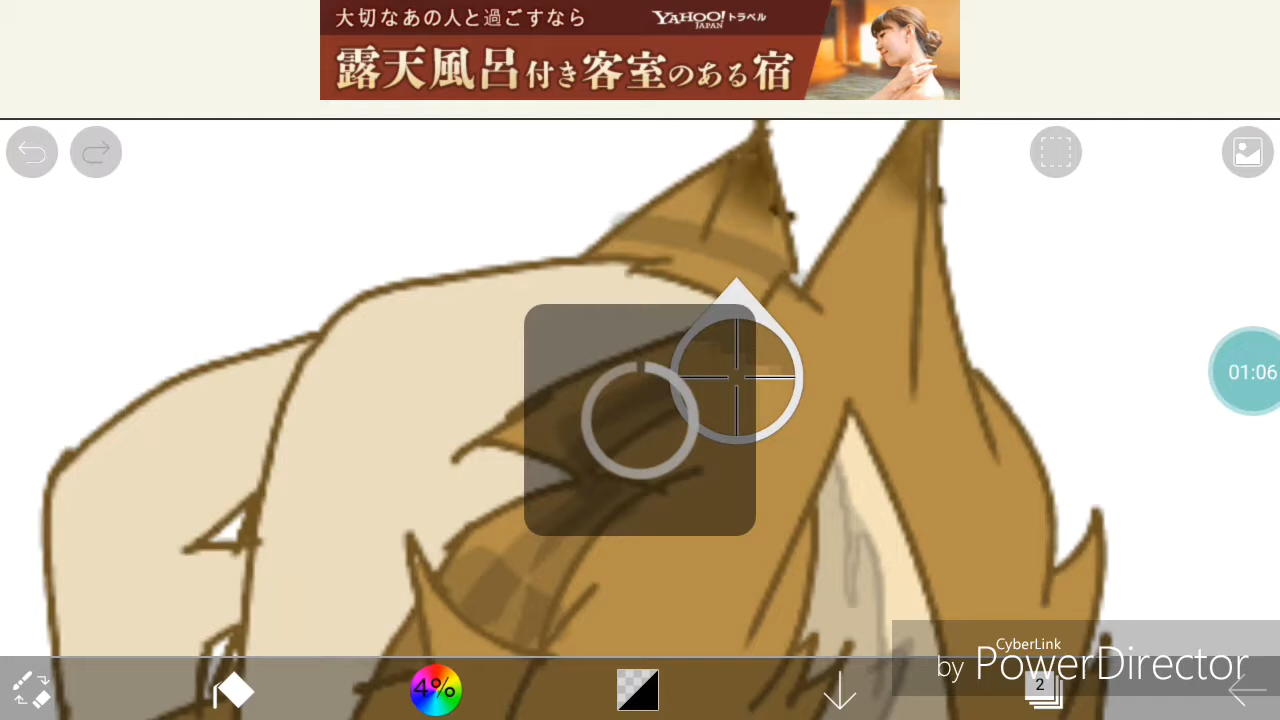 大切なあの人と過ごすなら
YAHOO! JAPAN トラベル
露天風呂付き客室のある宿
01:06
CyberLink
by PowerDirector
4%
2